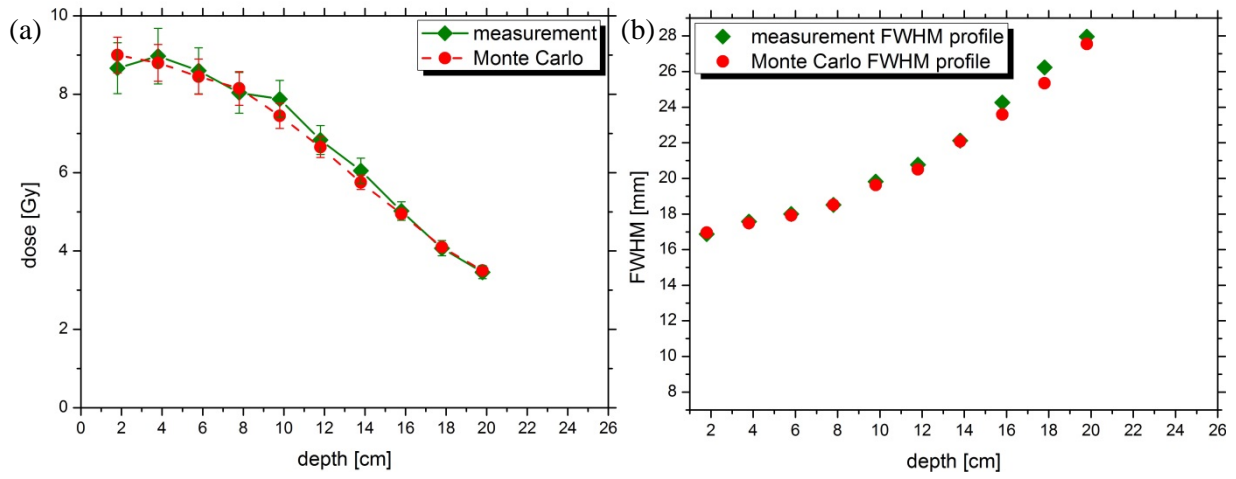 (a)
measurement
Monte Carlo
dose [Gy]
10
8
6
4
2
0
0 2 4 6 8 10 12 14 16 18 20 22 24 26
depth [cm]
(b)
measurement FWHM profile
Monte Carlo FWHM profile
FWHM [mm]
28
26
24
22
20
18
16
14
12
10
8
2 4 6 8 10 12 14 16 18 20 22 24 26
depth [cm]